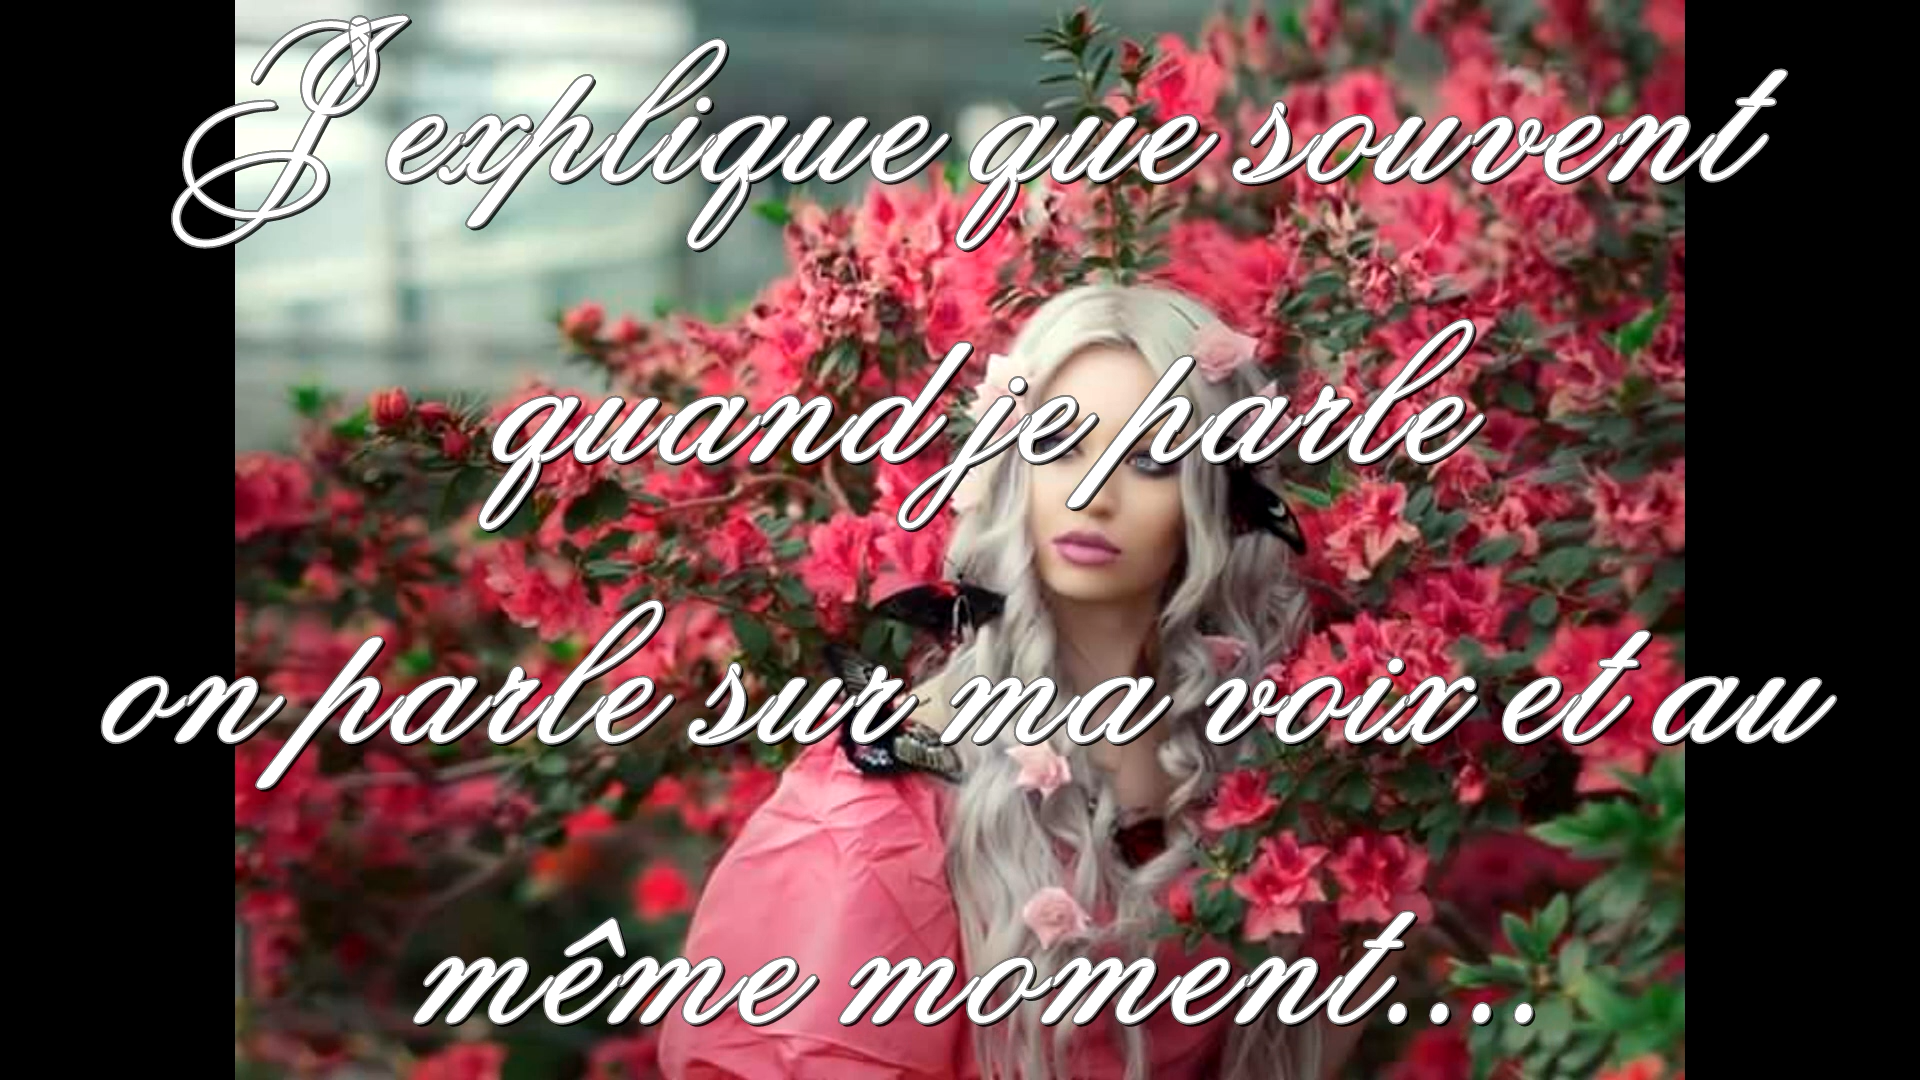 J'explique que souvent
quand je parle
on parle sur ma voix et au
même moment....